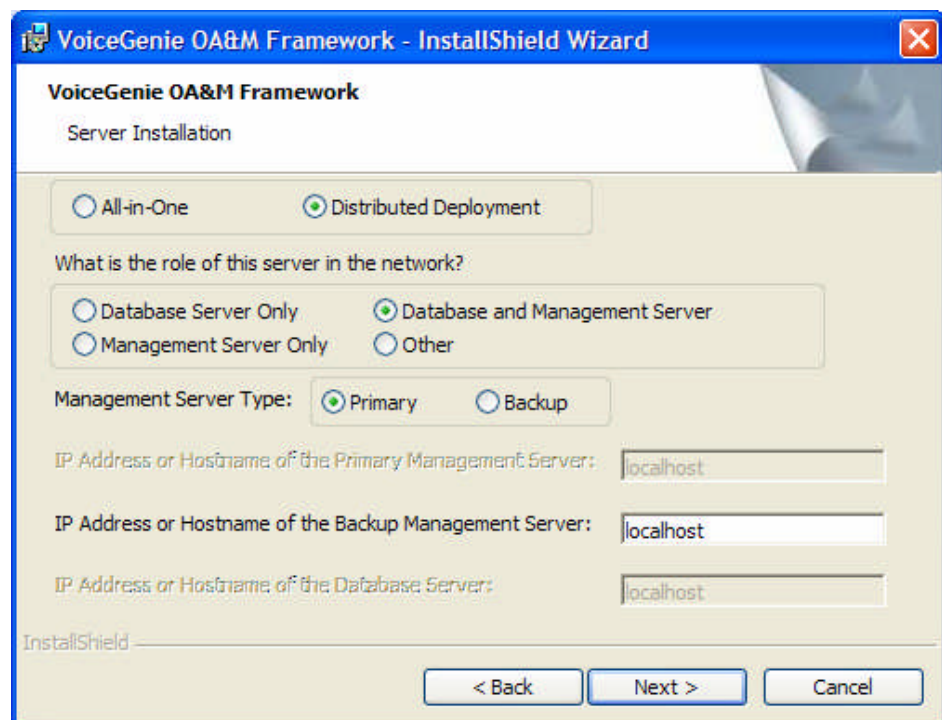 VoiceGenie OA&M Framework - InstallShield Wizard
VoiceGenie OA&M Framework
Server Installation
All-in-One Distributed Deployment
What is the role of this server in the network?
Database Server Only Database and Management Server
Management Server Only Other
Management Server Type: Primary Backup
IP Address or Hostname of the Primary Management Server: localhost
IP Address or Hostname of the Backup Management Server: localhost
IP Address or Hostname of the Database Server: localhost
InstallShield
< Back Next > Cancel